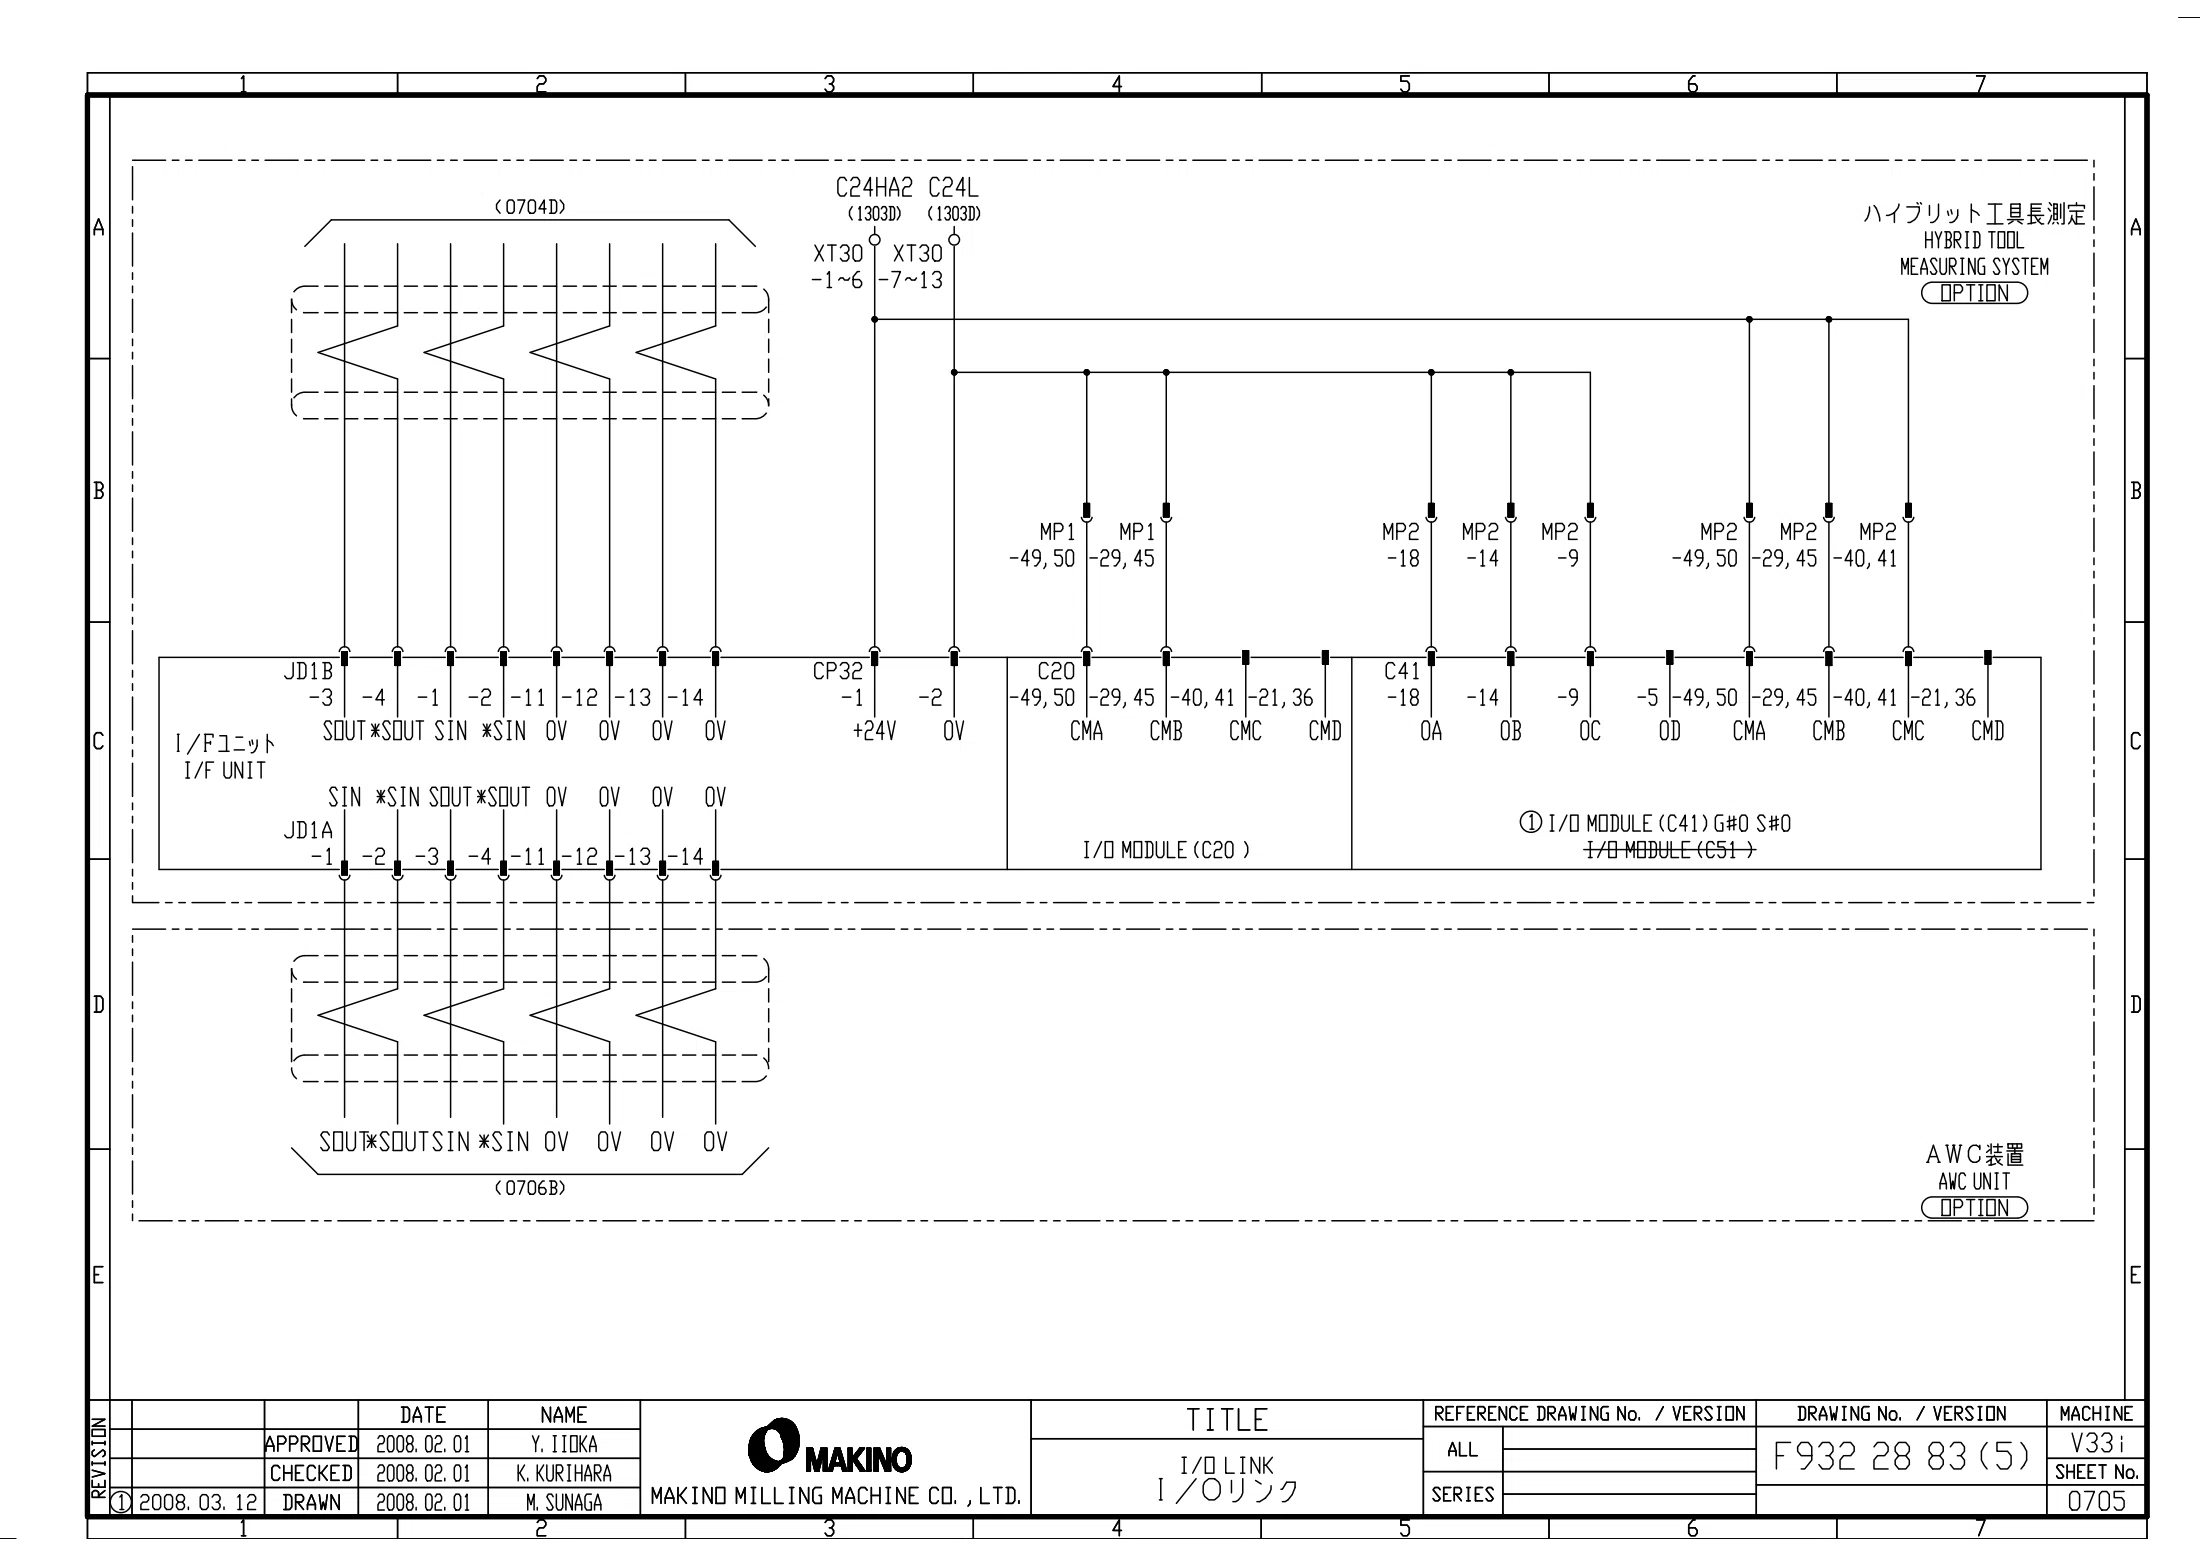 1 2 3 4 5 6 7
A A
B B
C C
D D
E E
(0704D)
C24HA2 C24L
(1303D) (1303D)
XT30 XT30
-1~6 -7~13
ハイブリット工具長測定
HYBRID TOOL
MEASURING SYSTEM
OPTION
MP1 MP1 MP2 MP2 MP2 MP2 MP2 MP2
-49,50 -29,45 -18 -14 -9 -49,50 -29,45 -40,41
JD1B CP32 C20 C41
-3 -4 -1 -2 -11 -12 -13 -14 -1 -2 -49,50 -29,45 -40,41 -21,36 -18 -14 -9 -5 -49,50 -29,45 -40,41 -21,36
SOUT *SOUT SIN *SIN 0V 0V 0V 0V +24V 0V CMA CMB CMC CMD 0A 0B 0C 0D CMA CMB CMC CMD
I/Fユニット
I/F UNIT
SIN *SIN SOUT *SOUT 0V 0V 0V 0V
JD1A
-1 -2 -3 -4 -11 -12 -13 -14
I/O MODULE (C20 )
① I/O MODULE (C41) G#0 S#0
I/O MODULE (C51 )
SOUT *SOUT SIN *SIN 0V 0V 0V 0V
(0706B)
AWC装置
AWC UNIT
OPTION
REVISION
DATE NAME
APPROVED 2008.02.01 Y. IIOKA
CHECKED 2008.02.01 K. KURIHARA
① 2008.03.12 DRAWN 2008.02.01 M. SUNAGA
MAKINO
MAKINO MILLING MACHINE CO., LTD.
TITLE
I/O LINK
I/Oリンク
REFERENCE DRAWING No. / VERSION
ALL
SERIES
DRAWING No. / VERSION
F932 28 83 (5)
MACHINE
V33i
SHEET No.
0705
1 2 3 4 5 6 7